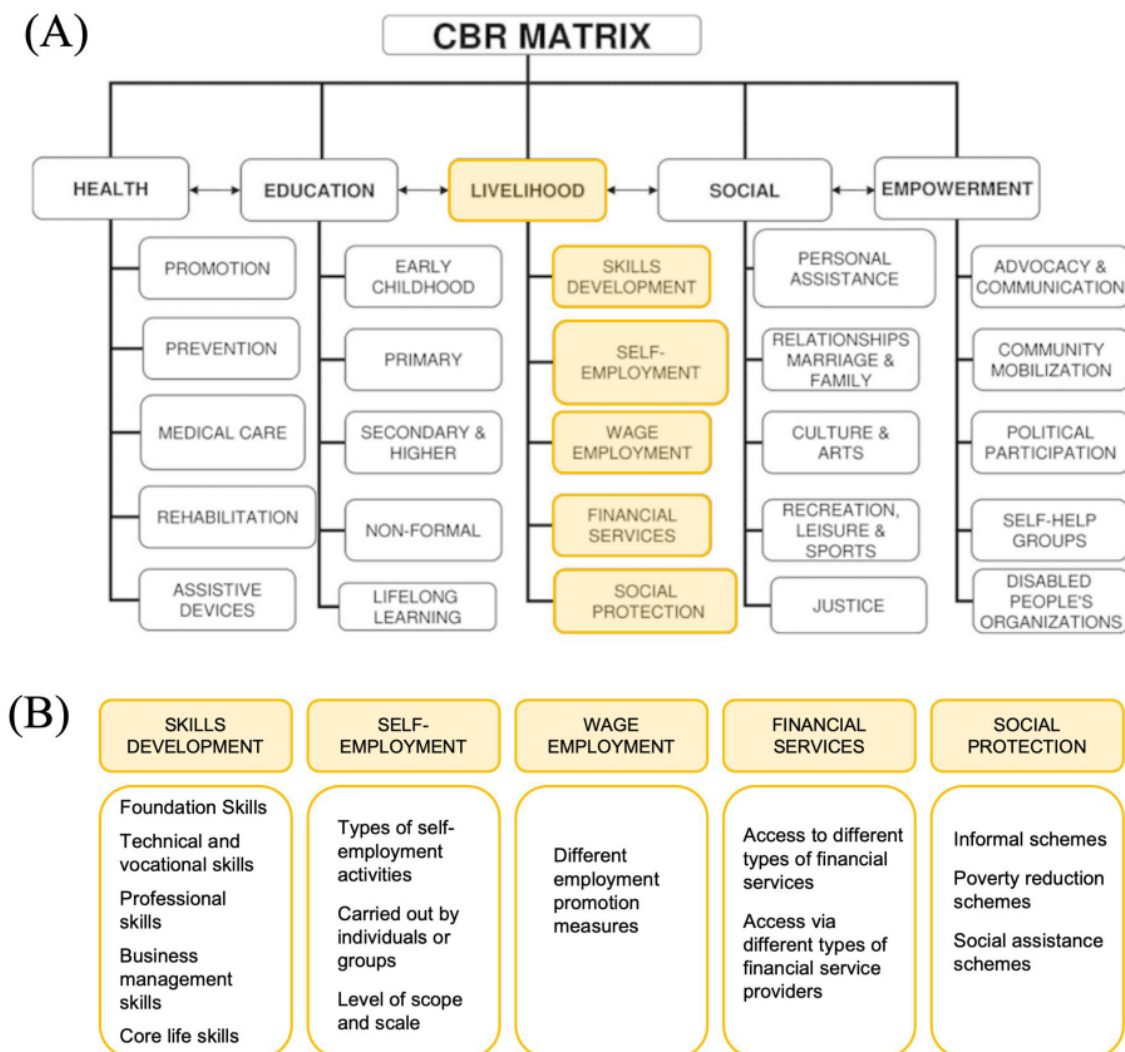 (A)
CBR MATRIX
HEALTH
EDUCATION
LIVELIHOOD
SOCIAL
EMPOWERMENT
PROMOTION
PREVENTION
MEDICAL CARE
REHABILITATION
ASSISTIVE
DEVICES
EARLY
CHILDHOOD
PRIMARY
SECONDARY &
HIGHER
NON-FORMAL
LIFELONG
LEARNING
SKILLS
DEVELOPMENT
SELF-
EMPLOYMENT
WAGE
EMPLOYMENT
FINANCIAL
SERVICES
SOCIAL
PROTECTION
PERSONAL
ASSISTANCE
RELATIONSHIPS
MARRIAGE &
FAMILY
CULTURE &
ARTS
RECREATION,
LEISURE &
SPORTS
JUSTICE
ADVOCACY &
COMMUNICATION
COMMUNITY
MOBILIZATION
POLITICAL
PARTICIPATION
SELF-HELP
GROUPS
DISABLED
PEOPLE'S
ORGANIZATIONS
(B)
SKILLS
DEVELOPMENT
Foundation Skills
Technical and
vocational skills
Professional
skills
Business
management
skills
Core life skills
SELF-
EMPLOYMENT
Types of self-
employment
activities
Carried out by
individuals or
groups
Level of scope
and scale
WAGE
EMPLOYMENT
Different
employment
promotion
measures
FINANCIAL
SERVICES
Access to different
types of financial
services
Access via
different types of
financial service
providers
SOCIAL
PROTECTION
Informal schemes
Poverty reduction
schemes
Social assistance
schemes